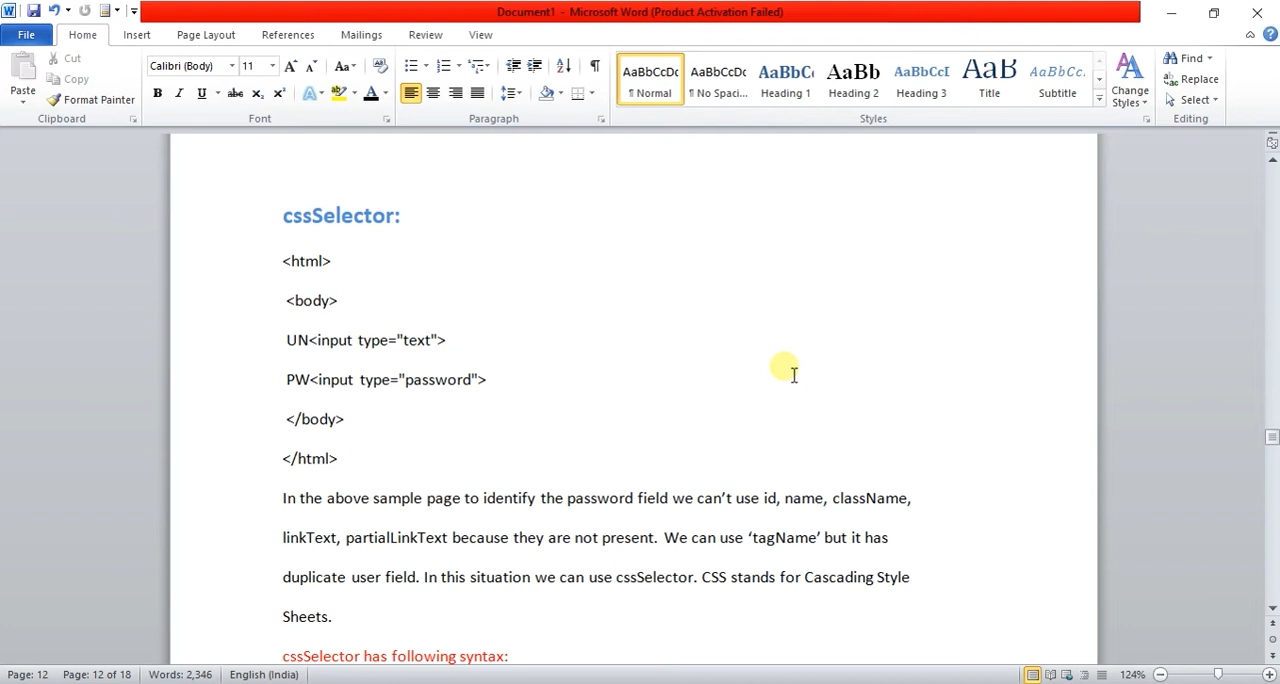 Document1 - Microsoft Word (Product Activation Failed)
File Home Insert Page Layout References Mailings Review View
Cut
Copy
Format Painter
Paste
Clipboard
Calibri (Body) 11
Font
Paragraph
AaBbCcDc AaBbCcDc AaBbC AaBbCc AaBbCcI AaB AaBbCc.
¶ Normal ¶ No Spaci... Heading 1 Heading 2 Heading 3 Title Subtitle
Change Styles
Styles
Find
Replace
Select
Editing
cssSelector:
<html>
<body>
UN<input type="text">
PW<input type="password">
</body>
</html>
In the above sample page to identify the password field we can’t use id, name, className,
linkText, partialLinkText because they are not present. We can use ‘tagName’ but it has
duplicate user field. In this situation we can use cssSelector. CSS stands for Cascading Style
Sheets.
cssSelector has following syntax:
Page: 12 Page: 12 of 18 Words: 2,346 English (India) 124%